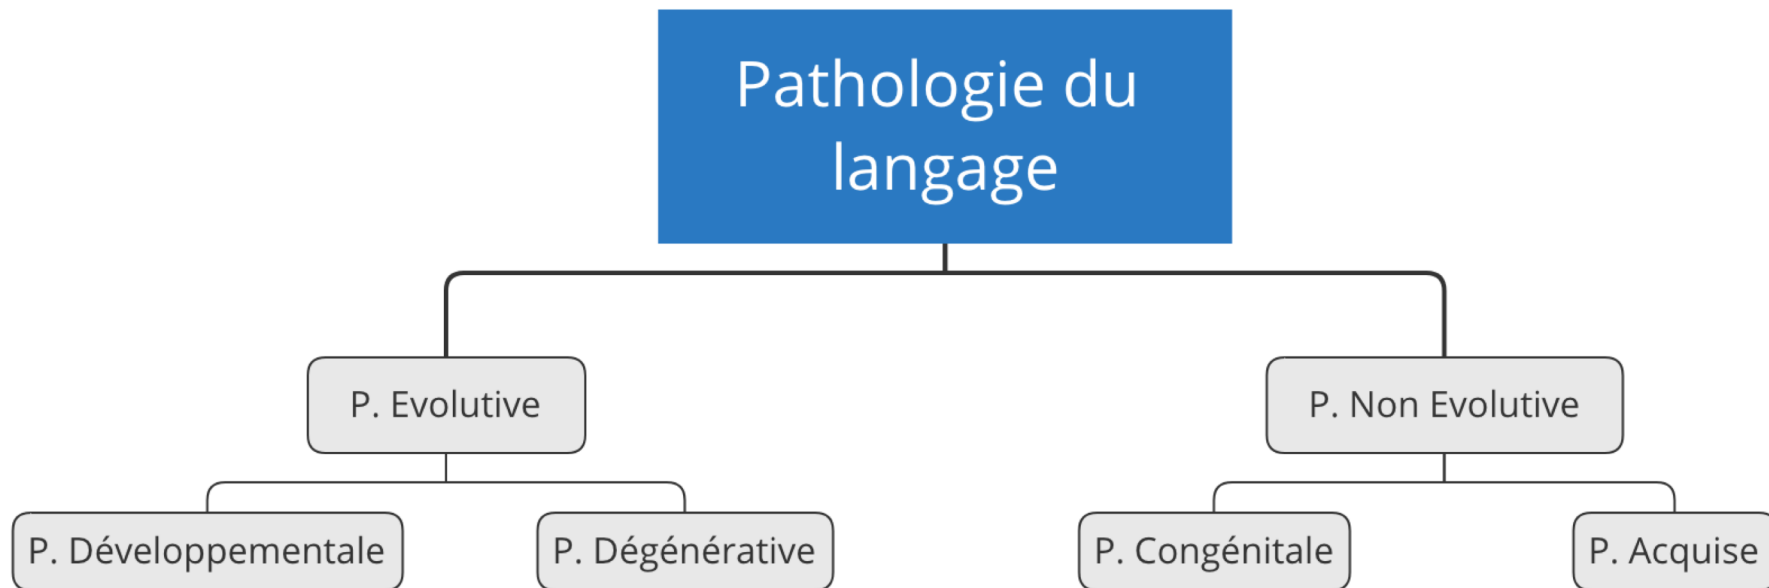 Pathologie du
langage
P. Evolutive
P. Non Evolutive
P. Développementale
P. Dégénérative
P. Congénitale
P. Acquise